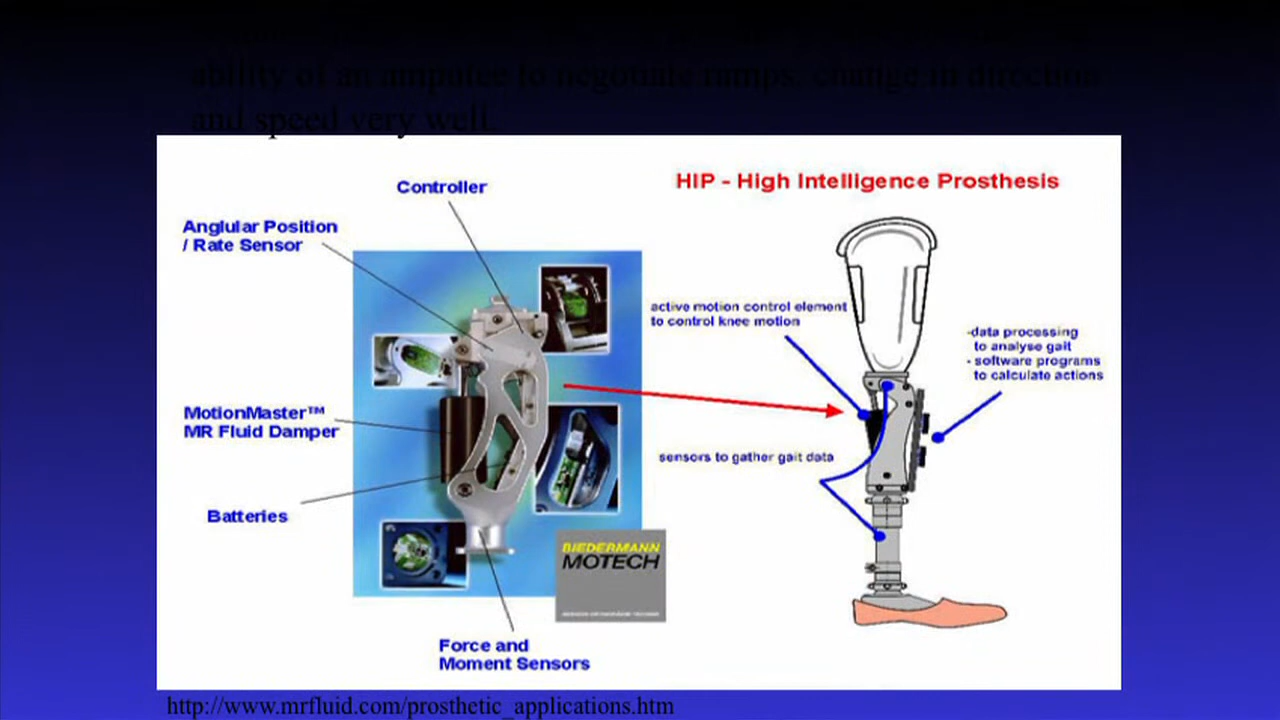 ability of an amputee to negotiate ramps, change in direction
and speed very well.
Controller
HIP - High Intelligence Prosthesis
Anglular Position
/ Rate Sensor
active motion control element
to control knee motion
-data processing
to analyse gait
- software programs
to calculate actions
MotionMaster™
MR Fluid Damper
sensors to gather gait data
Batteries
BIEDERMANN
MOTECH
Force and
Moment Sensors
http://www.mrfluid.com/prosthetic_applications.htm